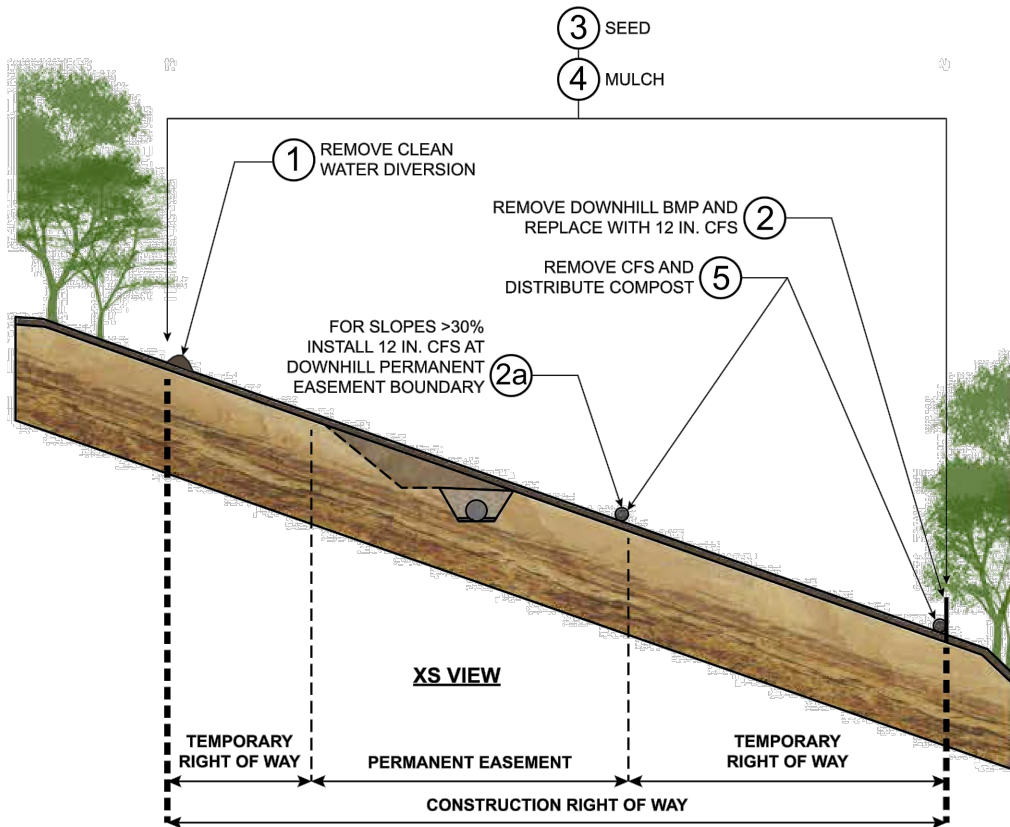 3 SEED
4 MULCH
1 REMOVE CLEAN
WATER DIVERSION
REMOVE DOWNHILL BMP AND
REPLACE WITH 12 IN. CFS 2
REMOVE CFS AND
DISTRIBUTE COMPOST 5
FOR SLOPES >30%
INSTALL 12 IN. CFS AT
DOWNHILL PERMANENT
EASEMENT BOUNDARY 2a
XS VIEW
TEMPORARY
RIGHT OF WAY
PERMANENT EASEMENT
TEMPORARY
RIGHT OF WAY
CONSTRUCTION RIGHT OF WAY